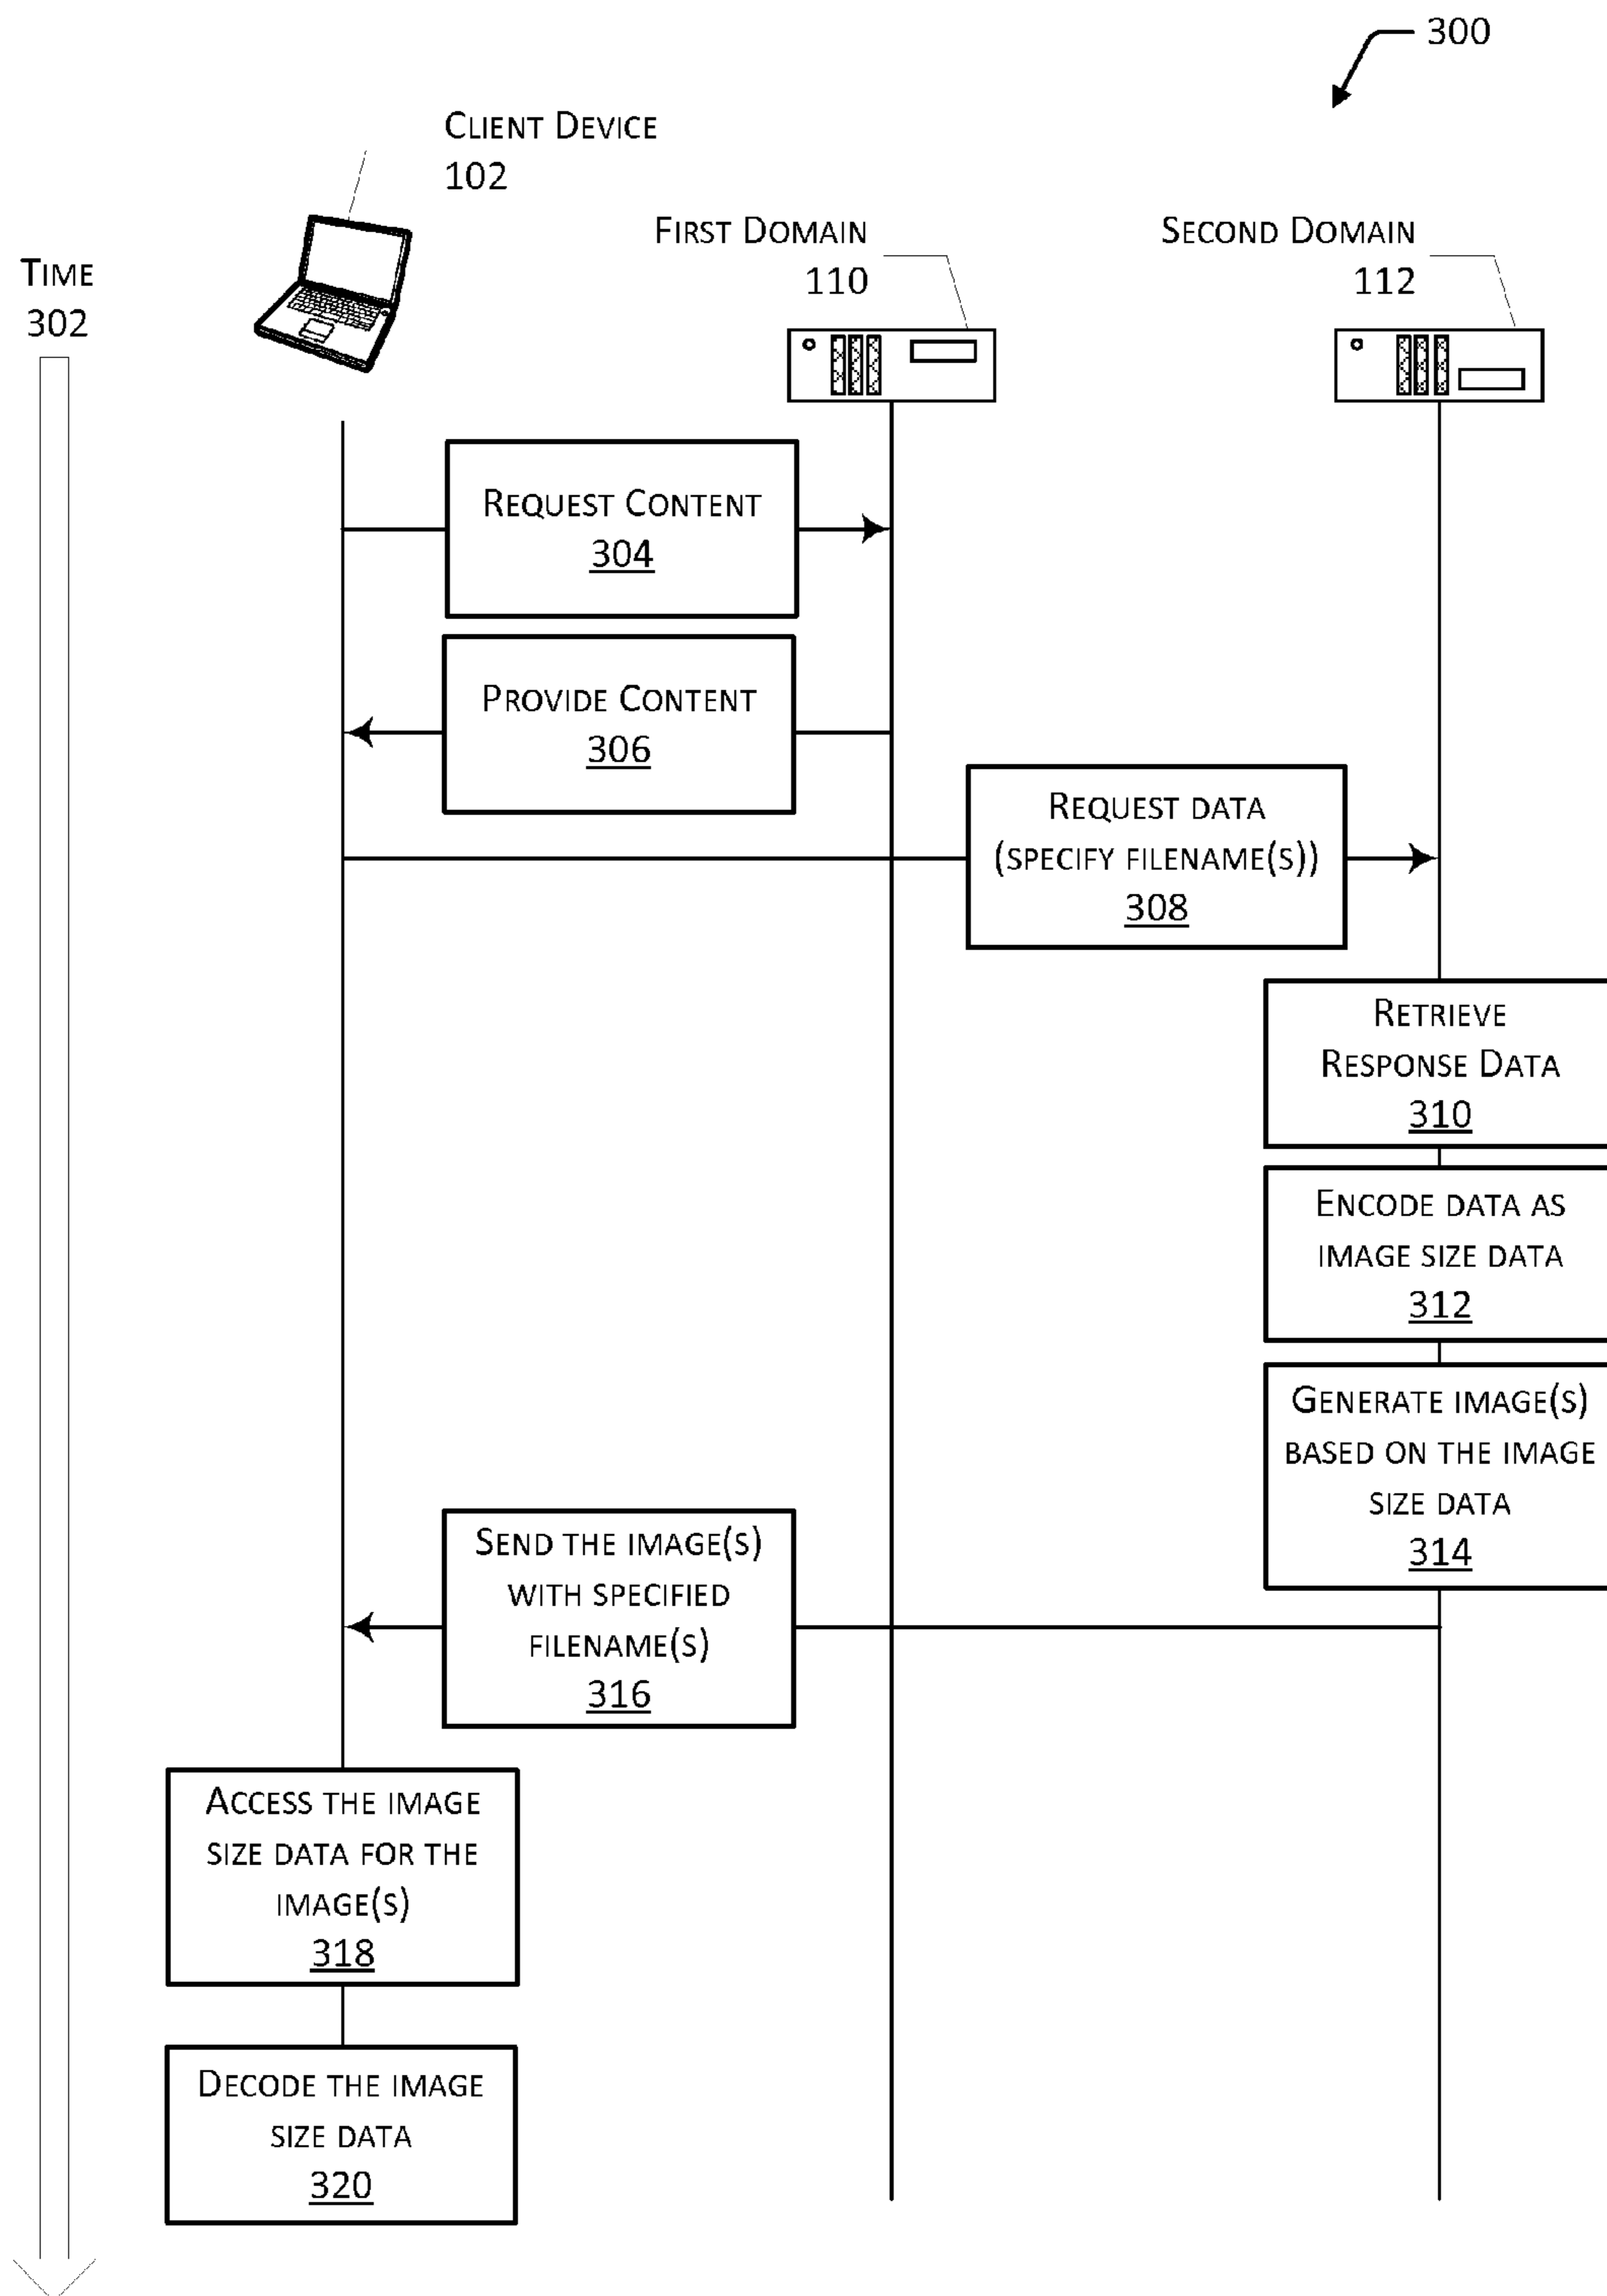 300
CLIENT DEVICE
102
FIRST DOMAIN
110
SECOND DOMAIN
112
TIME
302
REQUEST CONTENT
304
PROVIDE CONTENT
306
REQUEST DATA
(SPECIFY FILENAME(S))
308
RETRIEVE
RESPONSE DATA
310
ENCODE DATA AS
IMAGE SIZE DATA
312
GENERATE IMAGE(S)
BASED ON THE IMAGE
SIZE DATA
314
SEND THE IMAGE(S)
WITH SPECIFIED
FILENAME(S)
316
ACCESS THE IMAGE
SIZE DATA FOR THE
IMAGE(S)
318
DECODE THE IMAGE
SIZE DATA
320